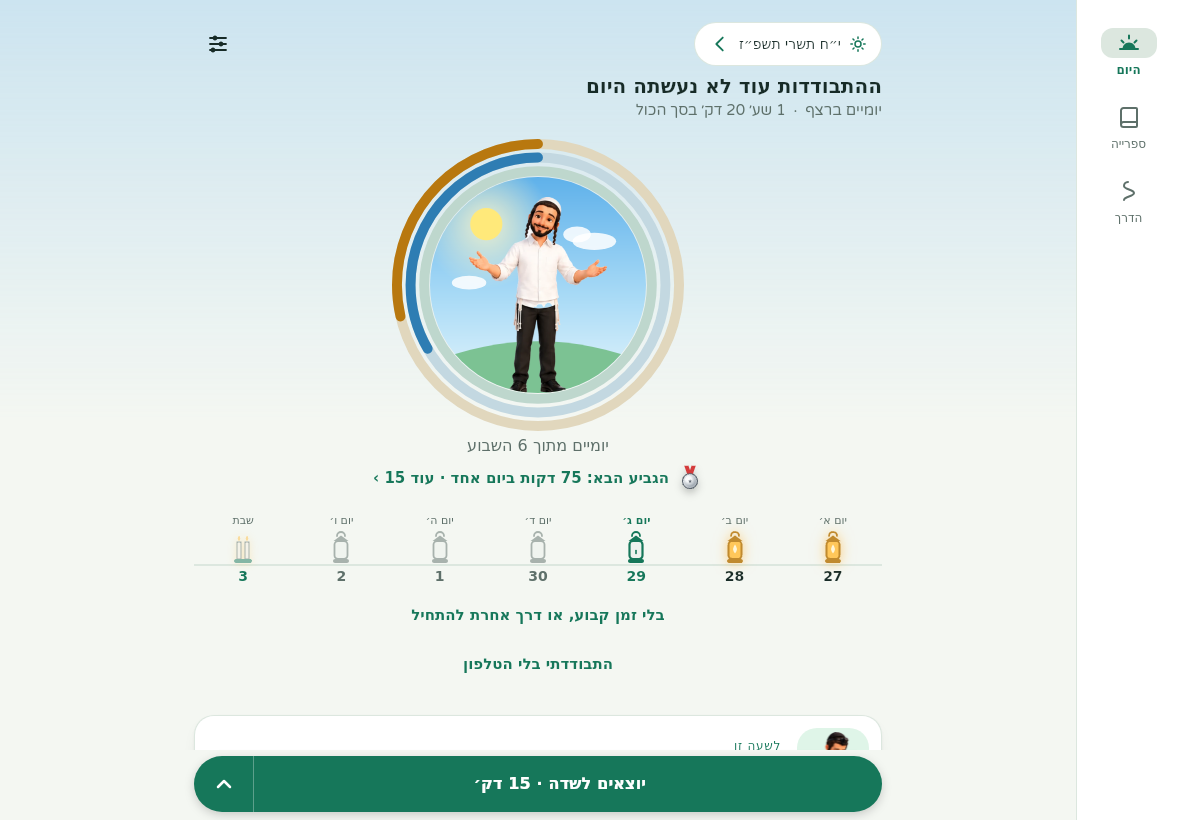 היום
ספרייה
הדרך
י״ח תשרי תשפ״ז
ההתבודדות עוד לא נעשתה היום
יומיים ברצף · 1 שע׳ 20 דק׳ בסך הכול
יומיים מתוך 6 השבוע
הגביע הבא: 75 דקות ביום אחד · עוד 15 ›
יום א׳ יום ב׳ יום ג׳ יום ד׳ יום ה׳ יום ו׳ שבת
27 28 29 30 1 2 3
בלי זמן קבוע, או דרך אחרת להתחיל
התבודדתי בלי הטלפון
לשעה זו
יוצאים לשדה · 15 דק׳